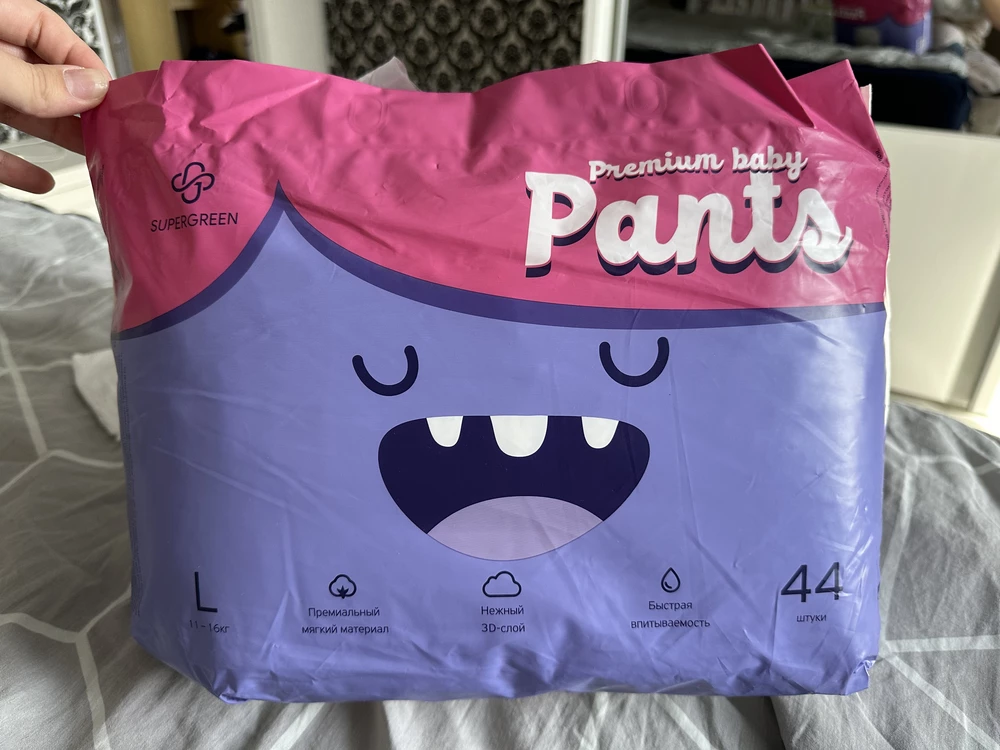 SUPERGREEN
Premium baby
Pants
L
11-16кг
Премиальный
мягкий материал
Нежный
3D-слой
Быстрая
впитываемость
44
штуки